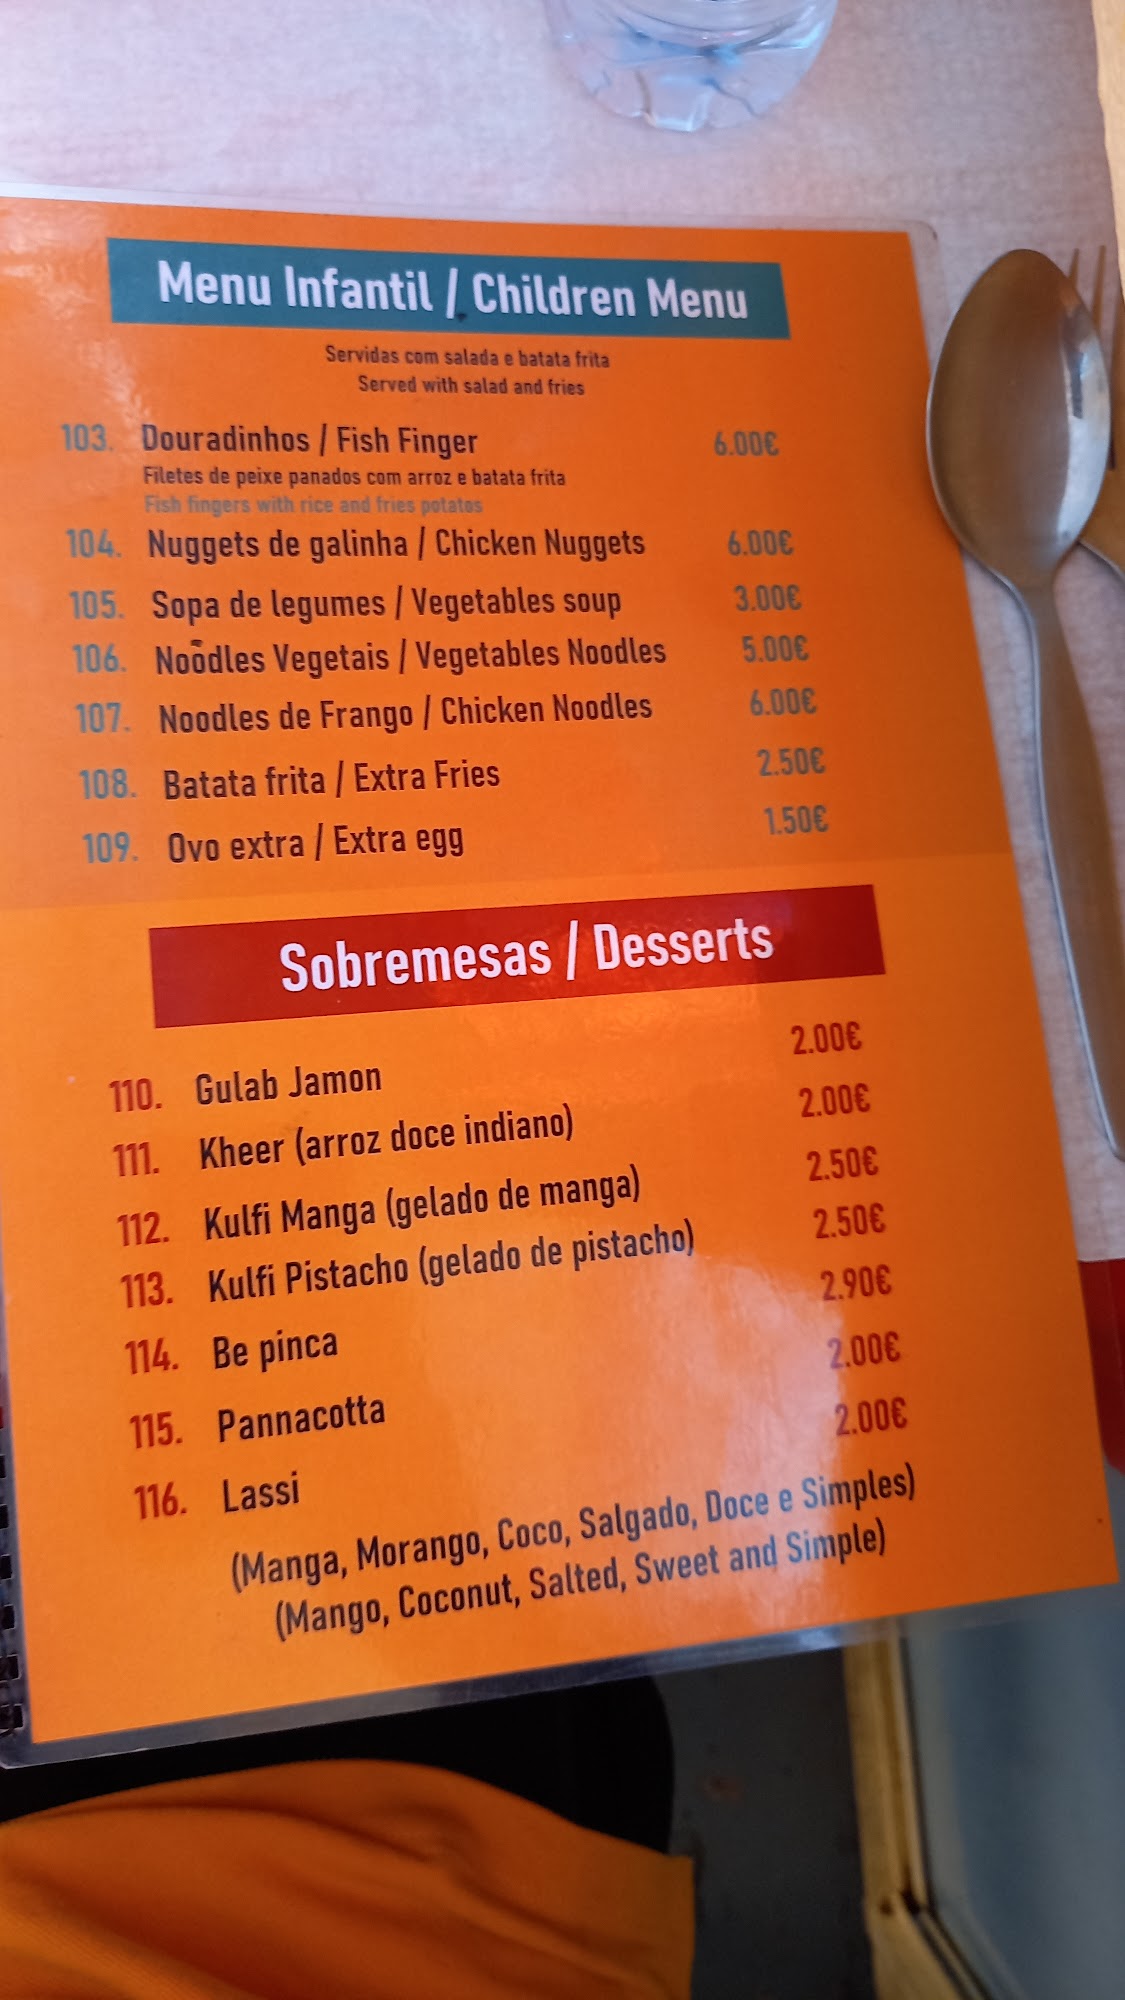 Menu Infantil / Children Menu
Servidas com salada e batata frita
Served with salad and fries
103. Douradinhos / Fish Finger 6.00€
Filetes de peixe panados com arroz e batata frita
Fish fingers with rice and fries potatos
104. Nuggets de galinha / Chicken Nuggets 6.00€
105. Sopa de legumes / Vegetables soup 3.00€
106. Noodles Vegetais / Vegetables Noodles 5.00€
107. Noodles de Frango / Chicken Noodles 6.00€
108. Batata frita / Extra Fries 2.50€
109. Ovo extra / Extra egg 1.50€
Sobremesas / Desserts
110. Gulab Jamon 2.00€
111. Kheer (arroz doce indiano) 2.00€
112. Kulfi Manga (gelado de manga) 2.50€
113. Kulfi Pistacho (gelado de pistacho) 2.50€
114. Be pinca 2.90€
115. Pannacotta 2.00€
116. Lassi 2.00€
(Manga, Morango, Coco, Salgado, Doce e Simples)
(Mango, Coconut, Salted, Sweet and Simple)